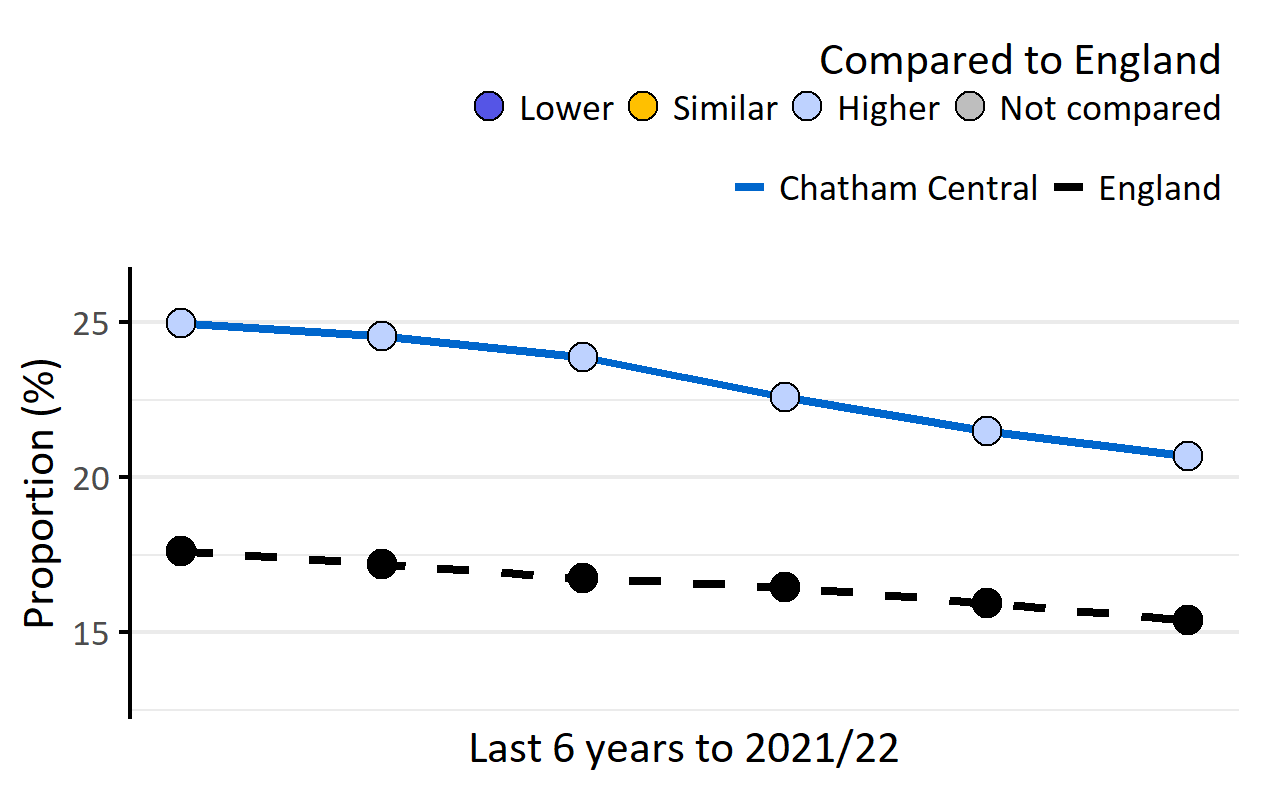 Compared to England
Lower Similar Higher Not compared
Chatham Central England
Proportion (%)
25
20
15
Last 6 years to 2021/22